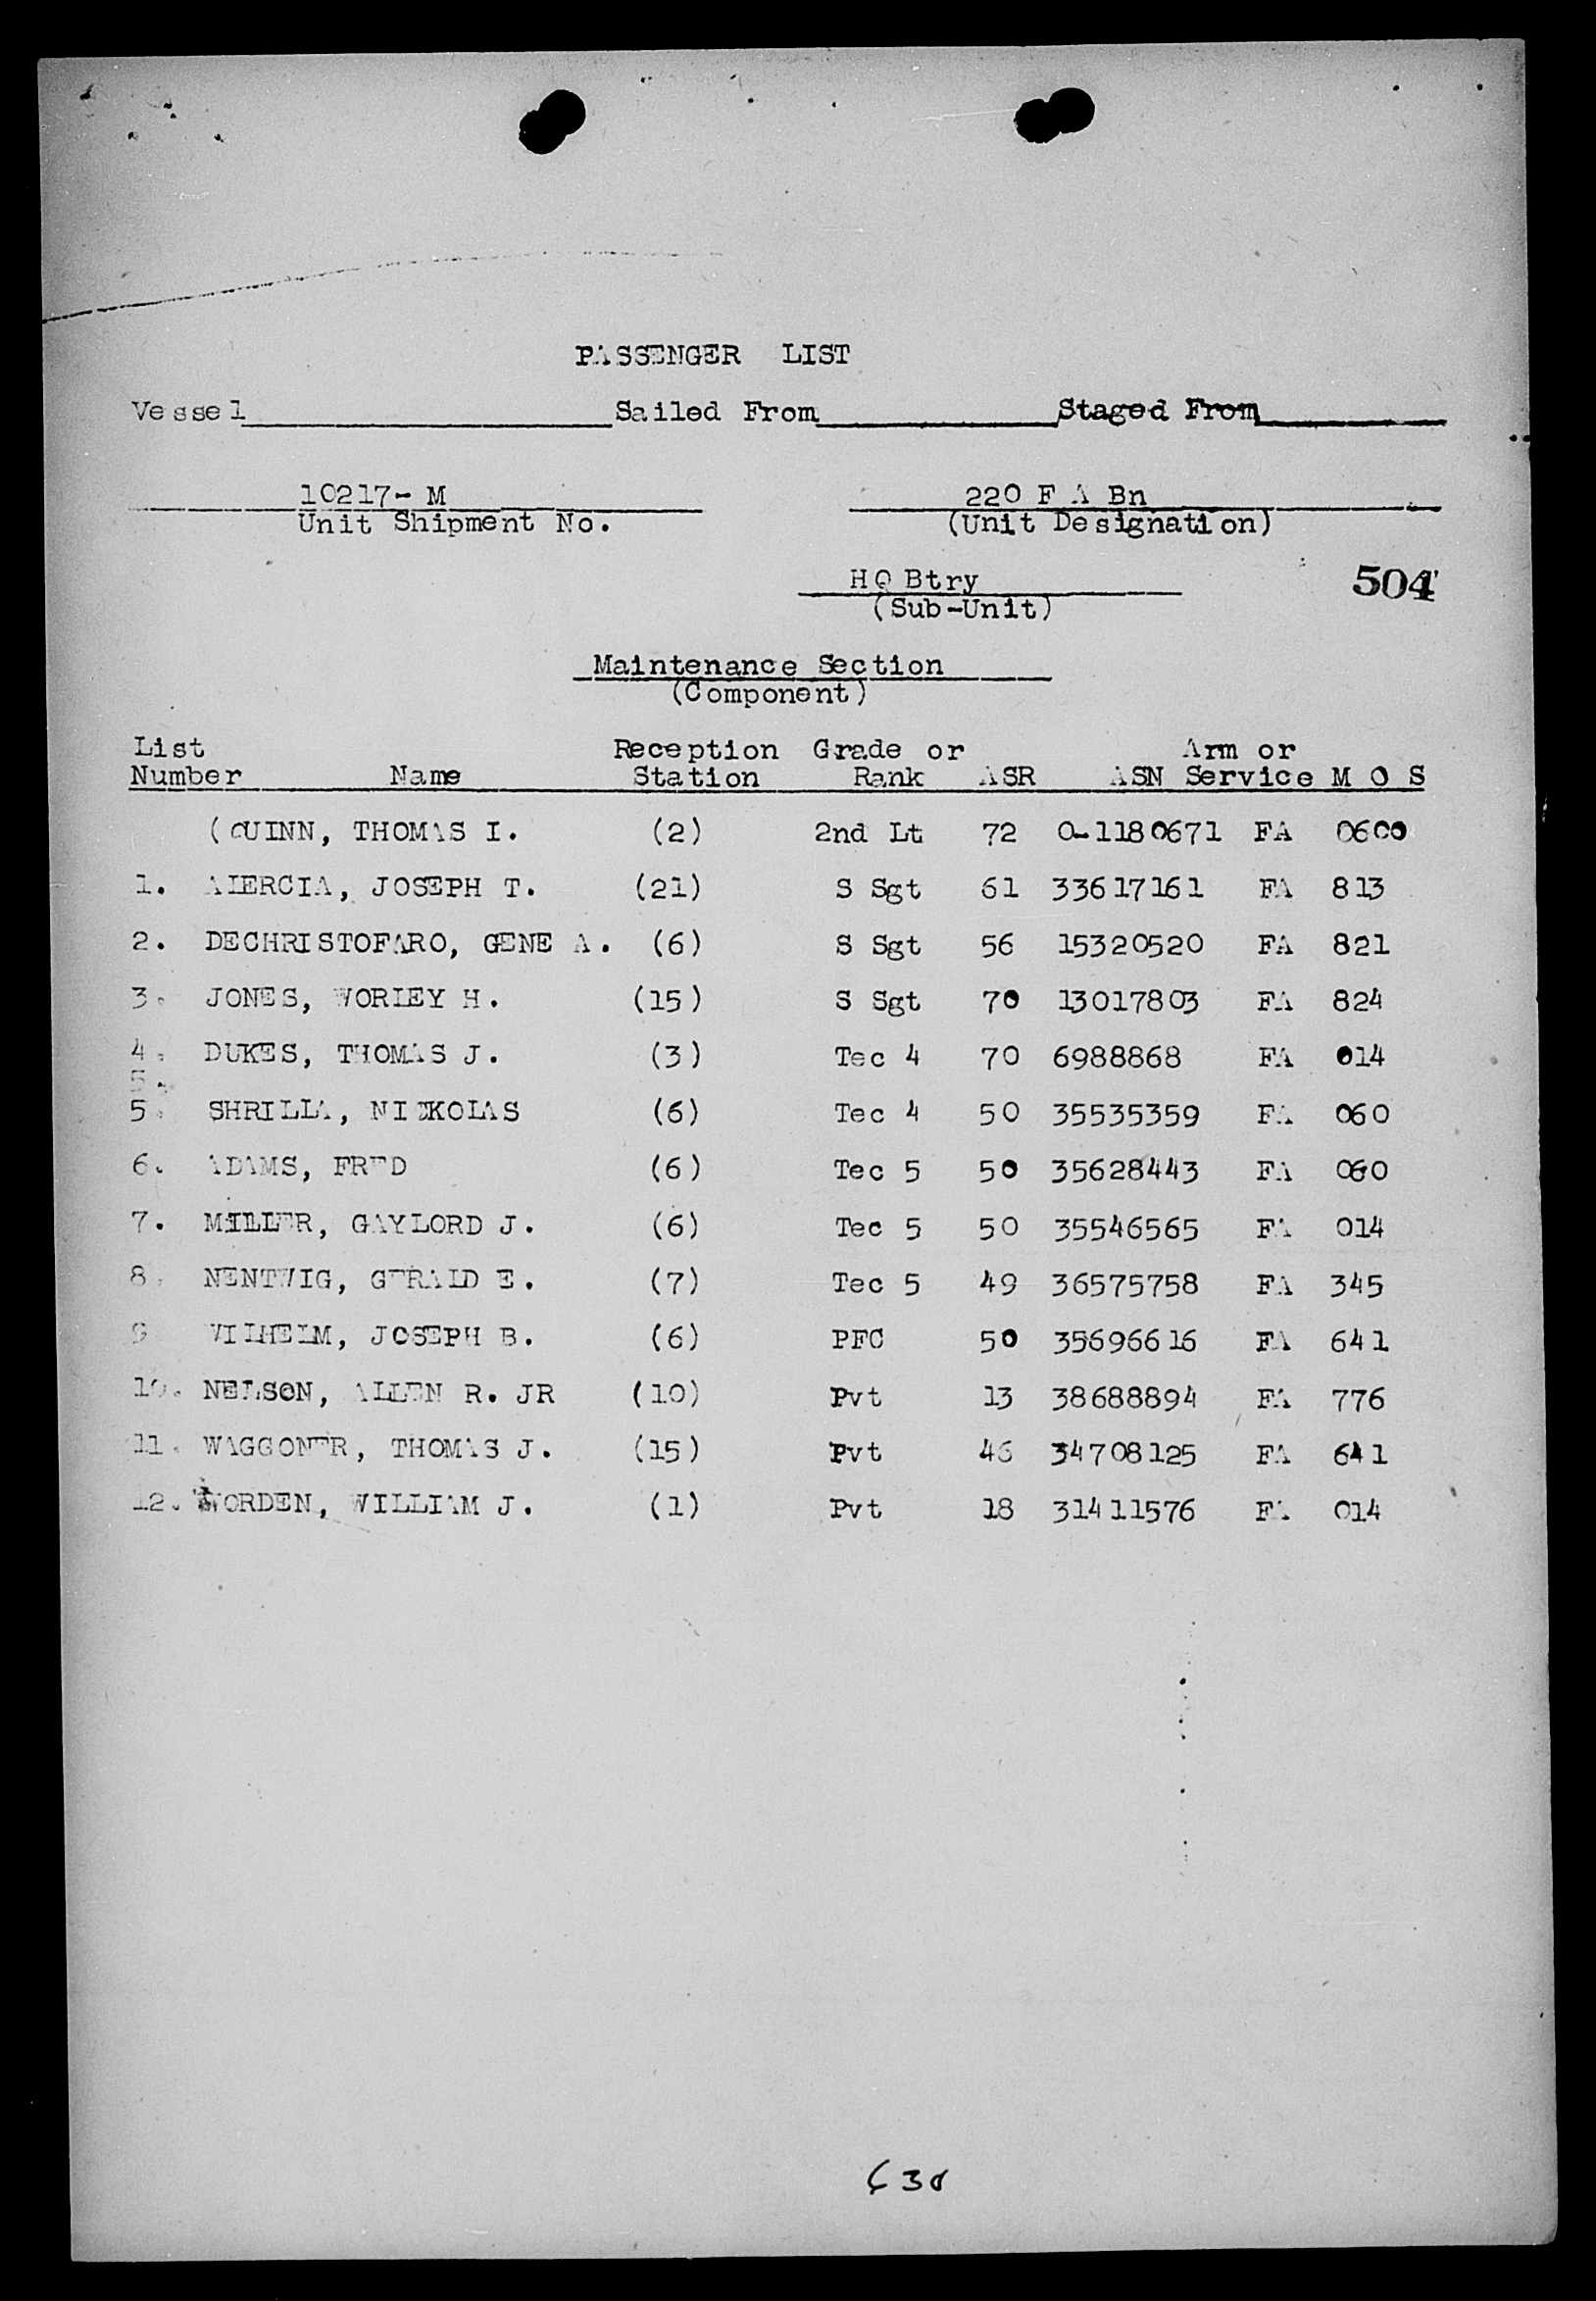 PASSENGER LIST
Vessel Sailed From Staged From
10217-M 220 F A Bn
Unit Shipment No. (Unit Designation)
HQ Btry 504
(Sub-Unit)
Maintenance Section
(Component)
List Reception Grade or Arm or
Number Name Station Rank ASR ASN Service M O S
(QUINN, THOMAS I. (2) 2nd Lt 72 O-1180671 FA 0600
1. AIERCIA, JOSEPH T. (21) S Sgt 61 33617161 FA 813
2. DECHRISTOFARO, GENE A. (6) S Sgt 56 15320520 FA 821
3. JONES, WORLEY H. (15) S Sgt 70 13017803 FA 824
4. DUKES, THOMAS J. (3) Tec 4 70 6988868 FA 014
5.
5. SHRILLA, NICKOLAS (6) Tec 4 50 35535359 FA 060
6. ADAMS, FRED (6) Tec 5 50 35628443 FA 060
7. MILLER, GAYLORD J. (6) Tec 5 50 35546565 FA 014
8. NENTWIG, GERALD E. (7) Tec 5 49 36575758 FA 345
9 WILHELM, JOSEPH B. (6) PFC 50 35696616 FA 641
10. NELSON, ALLEN R. JR (10) Pvt 13 38688894 FA 776
11. WAGGONER, THOMAS J. (15) Pvt 46 34708125 FA 641
12. WORDEN, WILLIAM J. (1) Pvt 18 31411576 FA 014
638